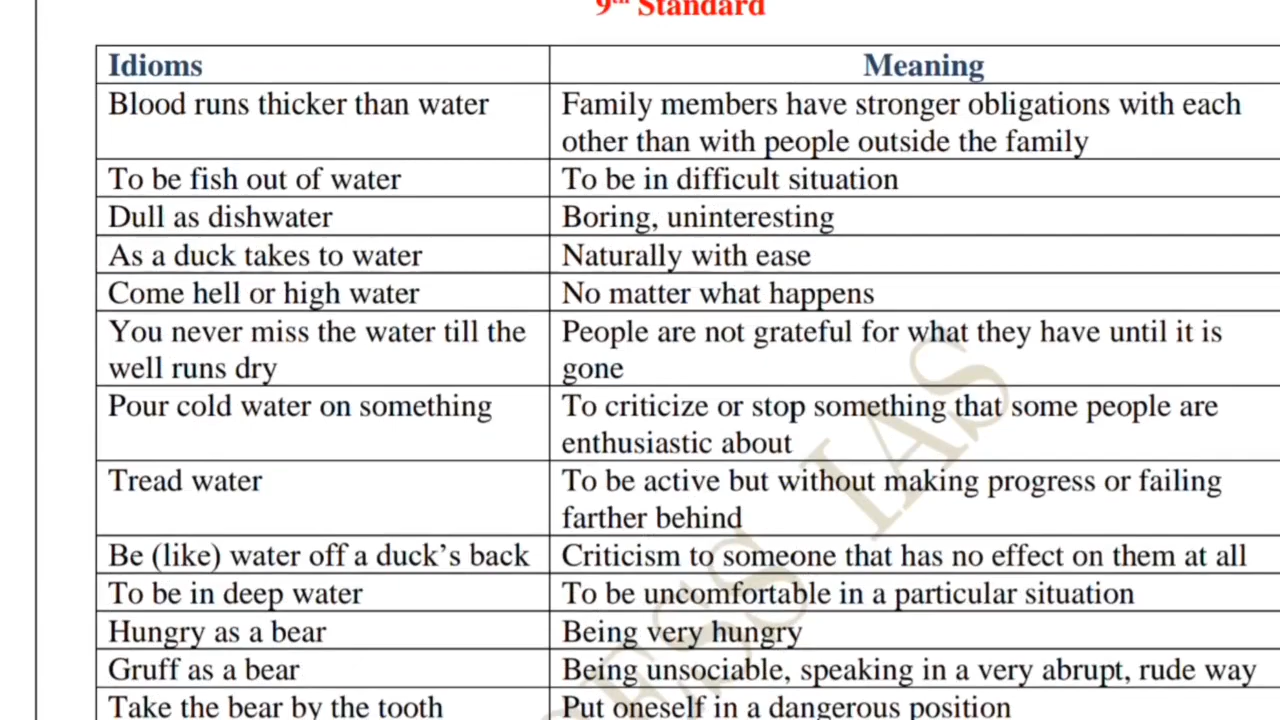 9th Standard
Idioms Meaning
Blood runs thicker than water Family members have stronger obligations with each
other than with people outside the family
To be fish out of water To be in difficult situation
Dull as dishwater Boring, uninteresting
As a duck takes to water Naturally with ease
Come hell or high water No matter what happens
You never miss the water till the People are not grateful for what they have until it is
well runs dry gone
Pour cold water on something To criticize or stop something that some people are
enthusiastic about
Tread water To be active but without making progress or failing
farther behind
Be (like) water off a duck's back Criticism to someone that has no effect on them at all
To be in deep water To be uncomfortable in a particular situation
Hungry as a bear Being very hungry
Gruff as a bear Being unsociable, speaking in a very abrupt, rude way
Take the bear by the tooth Put oneself in a dangerous position
ESS IAS